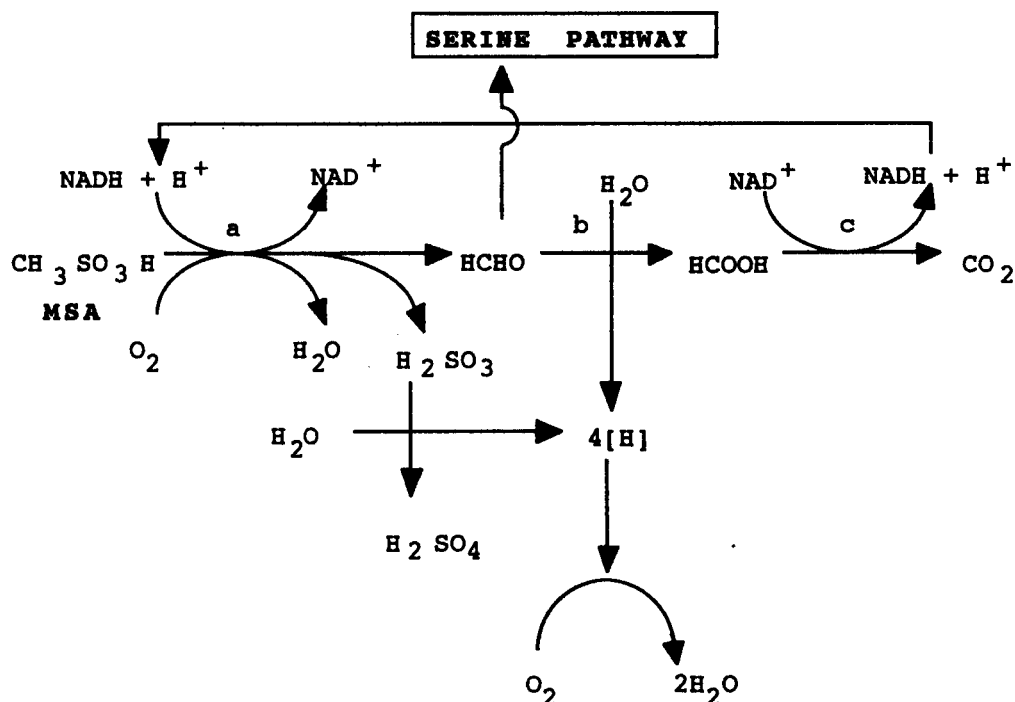 SERINE PATHWAY
NADH + H+
NAD+
H2O
NAD+
NADH + H+
a
b
c
CH3SO3H
HCHO
HCOOH
CO2
MSA
O2
H2O
H2SO3
H2O
4[H]
H2SO4
O2
2H2O